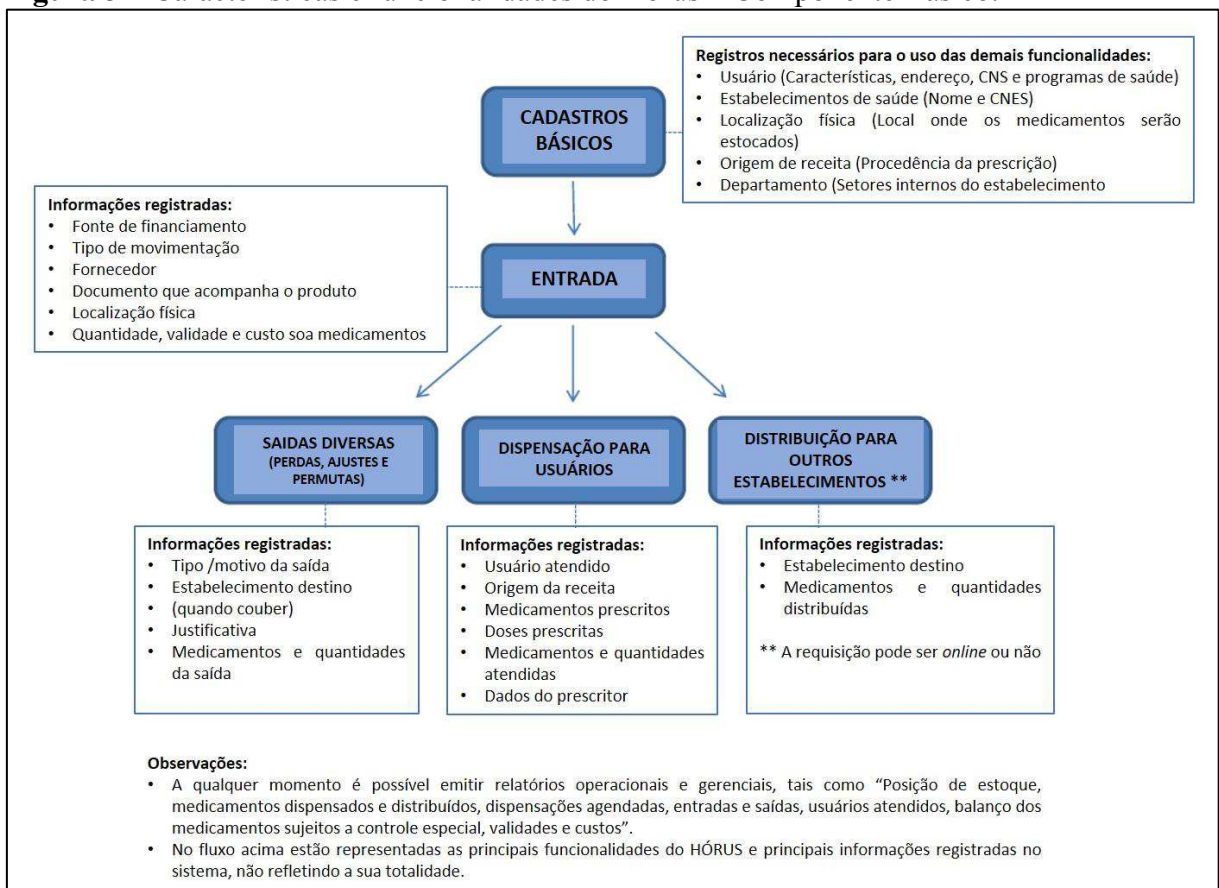 Figura
Características e funcionalidades do Hórus
Componente Básico.
CADASTROS
BÁSICOS
Registros necessários para o uso das demais funcionalidades:
• Usuário (Características, endereço, CNS e programas de saúde)
• Estabelecimentos de saúde (Nome e CNES)
• Localização física (Local onde os medicamentos serão
estocados)
• Origem de receita (Procedência da prescrição)
• Departamento (Setores internos do estabelecimento
Informações registradas:
• Fonte de financiamento
• Tipo de movimentação
• Fornecedor
• Documento que acompanha o produto
• Localização física
• Quantidade, validade e custo soa medicamentos
ENTRADA
SAIDAS DIVERSAS
(PERDAS, AJUSTES E
PERMUTAS)
DISPENSAÇÃO PARA
USUÁRIOS
DISTRIBUIÇÃO PARA
OUTROS
ESTABELECIMENTOS **
Informações registradas:
• Tipo /motivo da saída
• Estabelecimento destino
• (quando couber)
• Justificativa
• Medicamentos e quantidades
da saída
Informações registradas:
• Usuário atendido
• Origem da receita
• Medicamentos prescritos
• Doses prescritas
• Medicamentos e quantidades
atendidas
• Dados do prescritor
Informações registradas:
• Estabelecimento destino
• Medicamentos e quantidades
distribuídas
** A requisição pode ser online ou não
Observações:
• A qualquer momento é possível emitir relatórios operacionais e gerenciais, tais como “Posição de estoque,
medicamentos dispensados e distribuídos, dispensações agendadas, entradas e saídas, usuários atendidos, balanço dos
medicamentos sujeitos a controle especial, validades e custos”.
• No fluxo acima estão representadas as principais funcionalidades do HÓRUS e principais informações registradas no
sistema, não refletindo a sua totalidade.